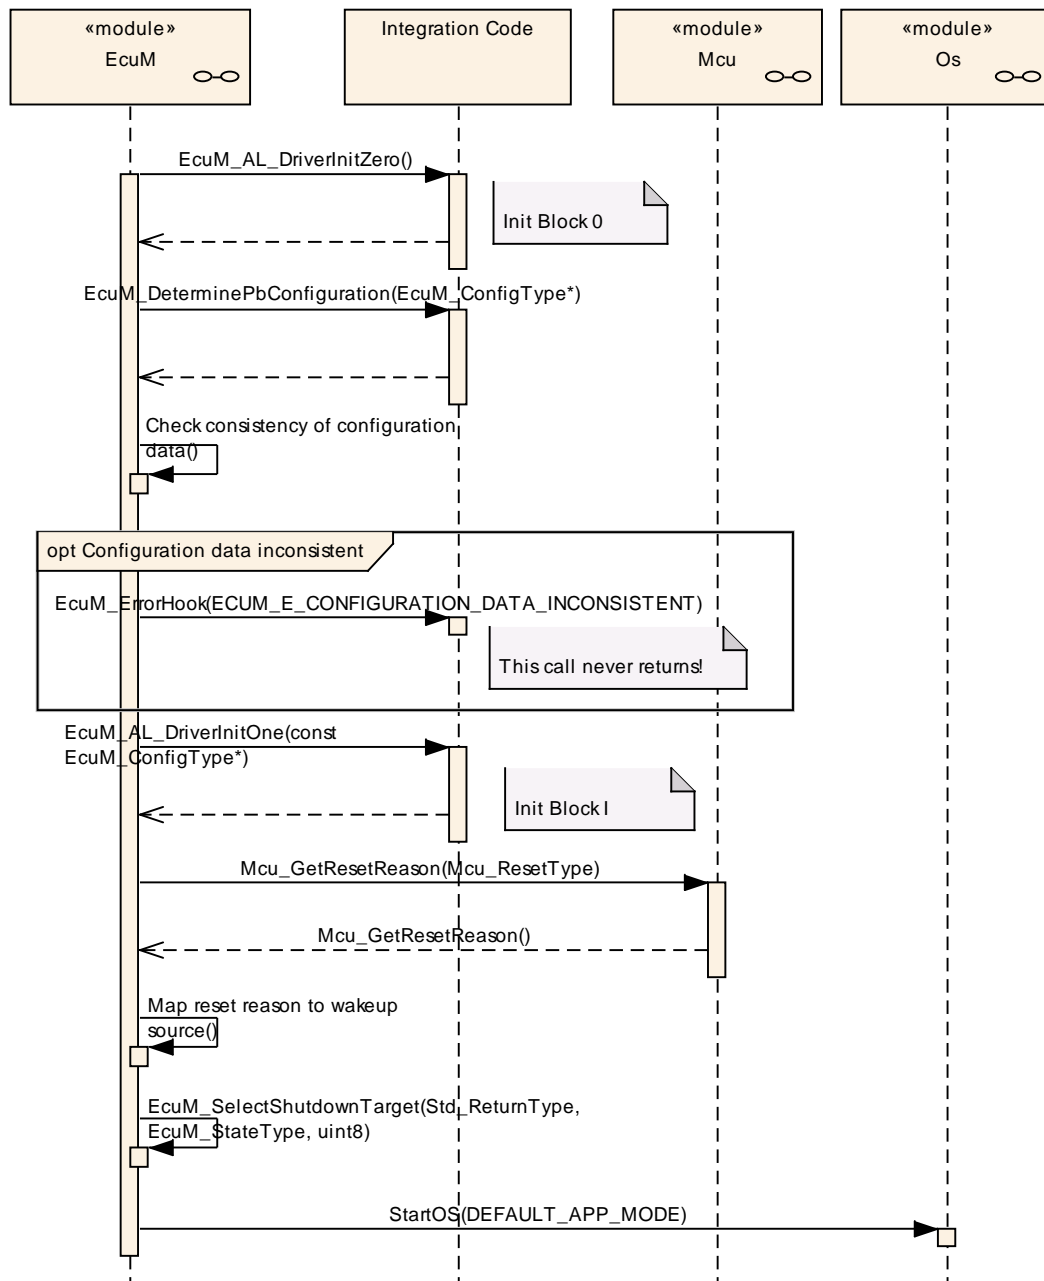 «module»
EcuM
Integration Code
«module»
Mcu
«module»
Os
EcuM_AL_DriverInitZero()
Init Block 0
EcuM_DeterminePbConfiguration(EcuM_ConfigType*)
Check consistency of configuration
data()
opt Configuration data inconsistent
EcuM_ErrorHook(ECUM_E_CONFIGURATION_DATA_INCONSISTENT)
This call never returns!
EcuM_AL_DriverInitOne(const
EcuM_ConfigType*)
Init Block I
Mcu_GetResetReason(Mcu_ResetType)
Mcu_GetResetReason()
Map reset reason to wakeup
source()
EcuM_SelectShutdownTarget(Std_ReturnType,
EcuM_StateType, uint8)
StartOS(DEFAULT_APP_MODE)